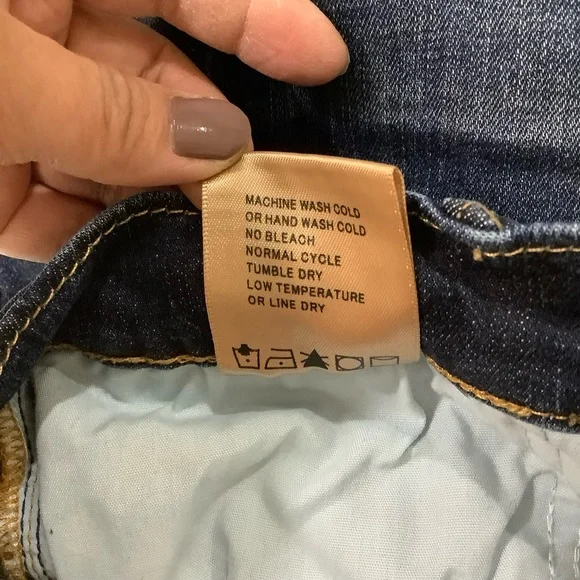 MACHINE WASH COLD
OR HAND WASH COLD
NO BLEACH
NORMAL CYCLE
TUMBLE DRY
LOW TEMPERATURE
OR LINE DRY